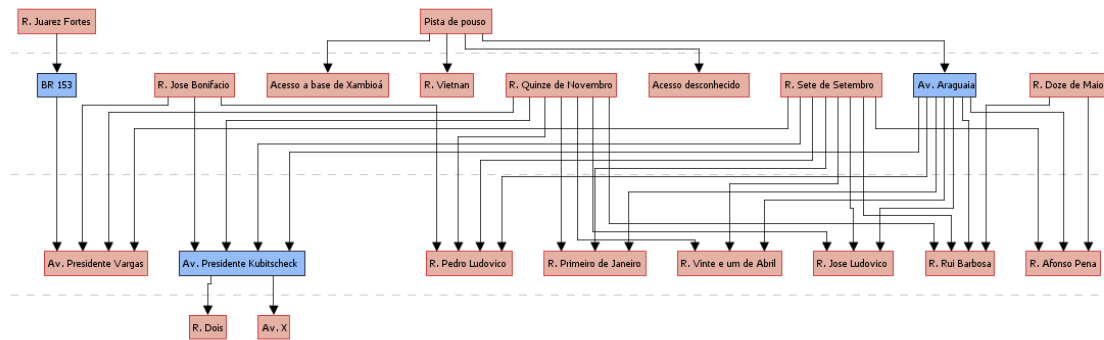 R. Juarez Fortes
Pista de pouso
BR 153
R. Jose Bonifacio
Acesso a base de Xambioá
R. Vietnan
R. Quinze de Novembro
Acesso desconhecido
R. Sete de Setembro
Av. Araguaia
R. Doze de Maio
Av. Presidente Vargas
Av. Presidente Kubitscheck
R. Pedro Ludovico
R. Primeiro de Janeiro
R. Vinte e um de Abril
R. Jose Ludovico
R. Rui Barbosa
R. Afonso Pena
R. Dois
Av. X